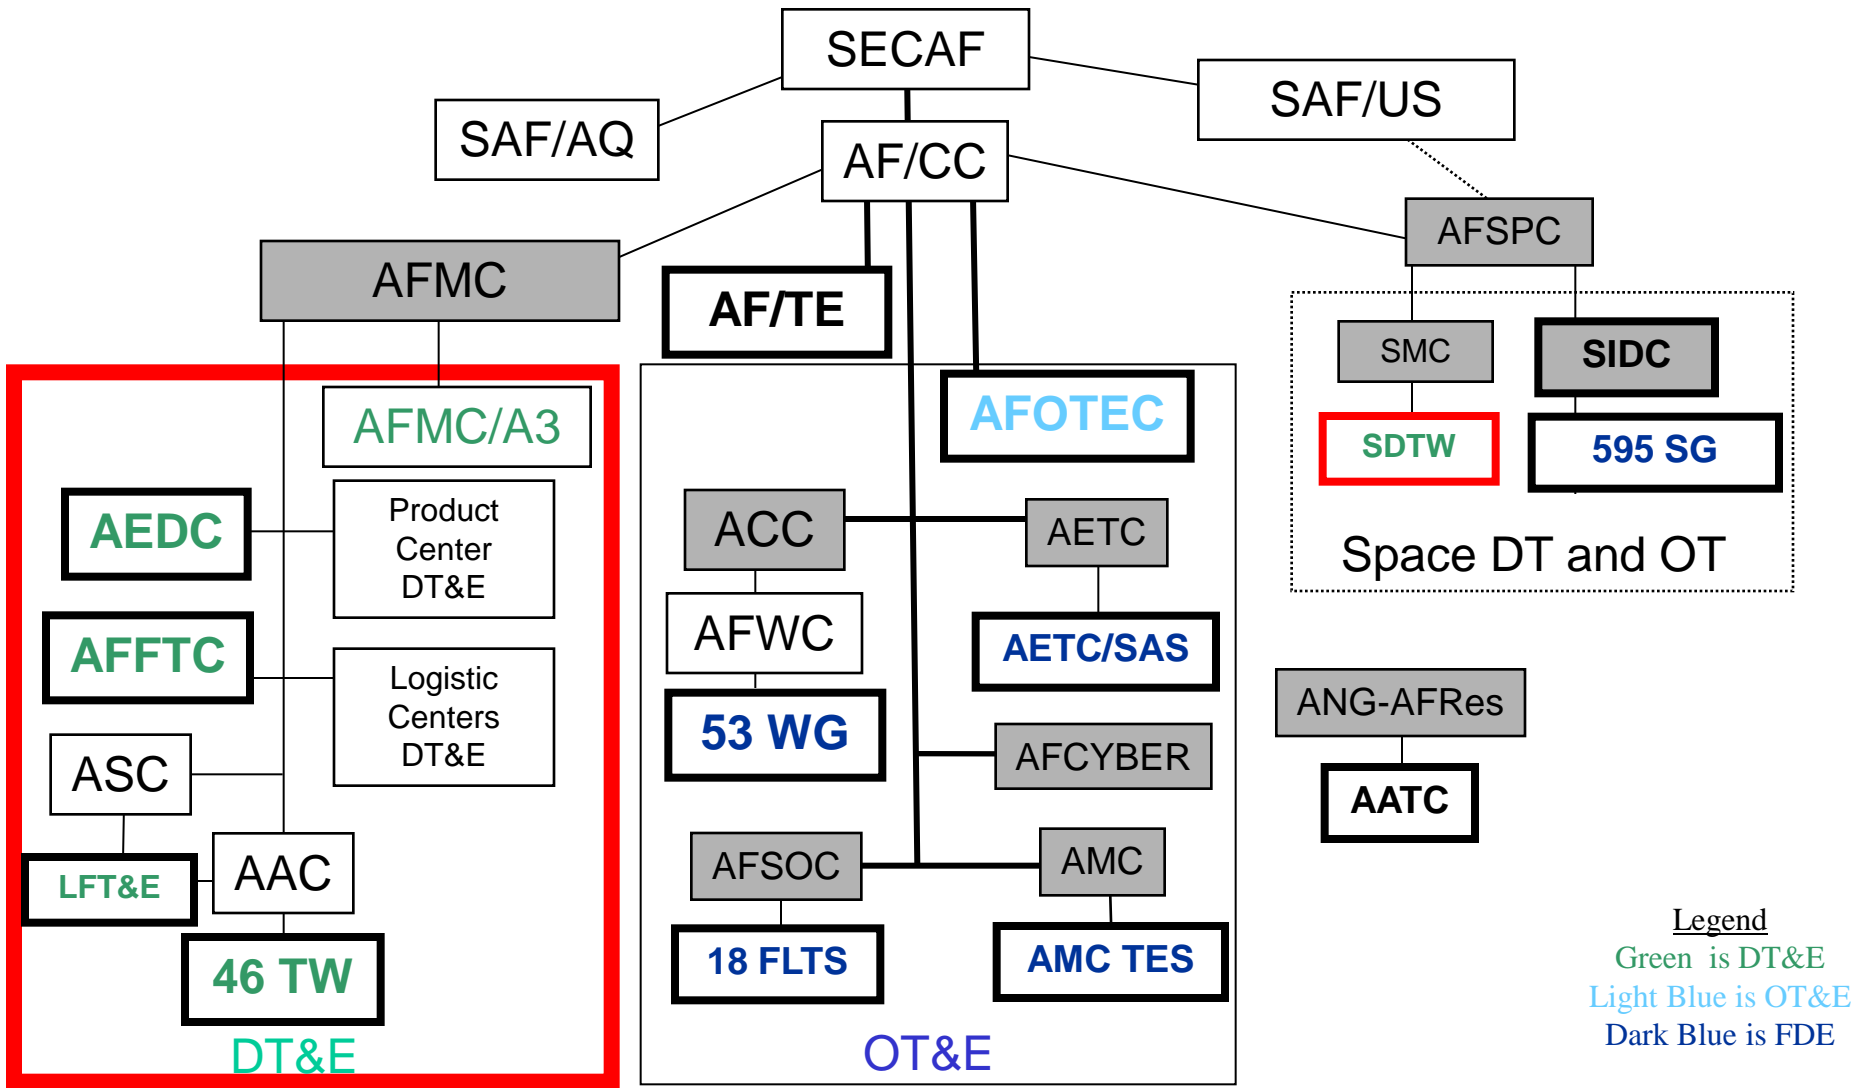 SECAF
SAF/US
SAF/AQ
AF/CC
AFSPC
AFMC
AF/TE
SMC
SIDC
AFMC/A3
AFOTEC
SDTW
595 SG
Space DT and OT
AEDC
Product
Center
DT&E
ACC
AETC
AFFTC
AFWC
AETC/SAS
Logistic
Centers
DT&E
53 WG
AFCYBER
ANG-AFRes
AATC
ASC
LFT&E
AAC
46 TW
DT&E
AFSOC
AMC
18 FLTS
AMC TES
OT&E
Legend
Green is DT&E
Light Blue is OT&E
Dark Blue is FDE